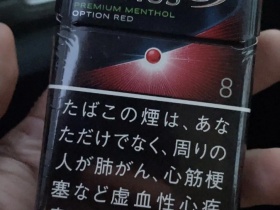 PREMIUM MENTHOL
OPTION RED
8
たばこの煙は、あな
ただけでなく、周りの
人が肺がん、心筋梗
塞など虚血性心疾